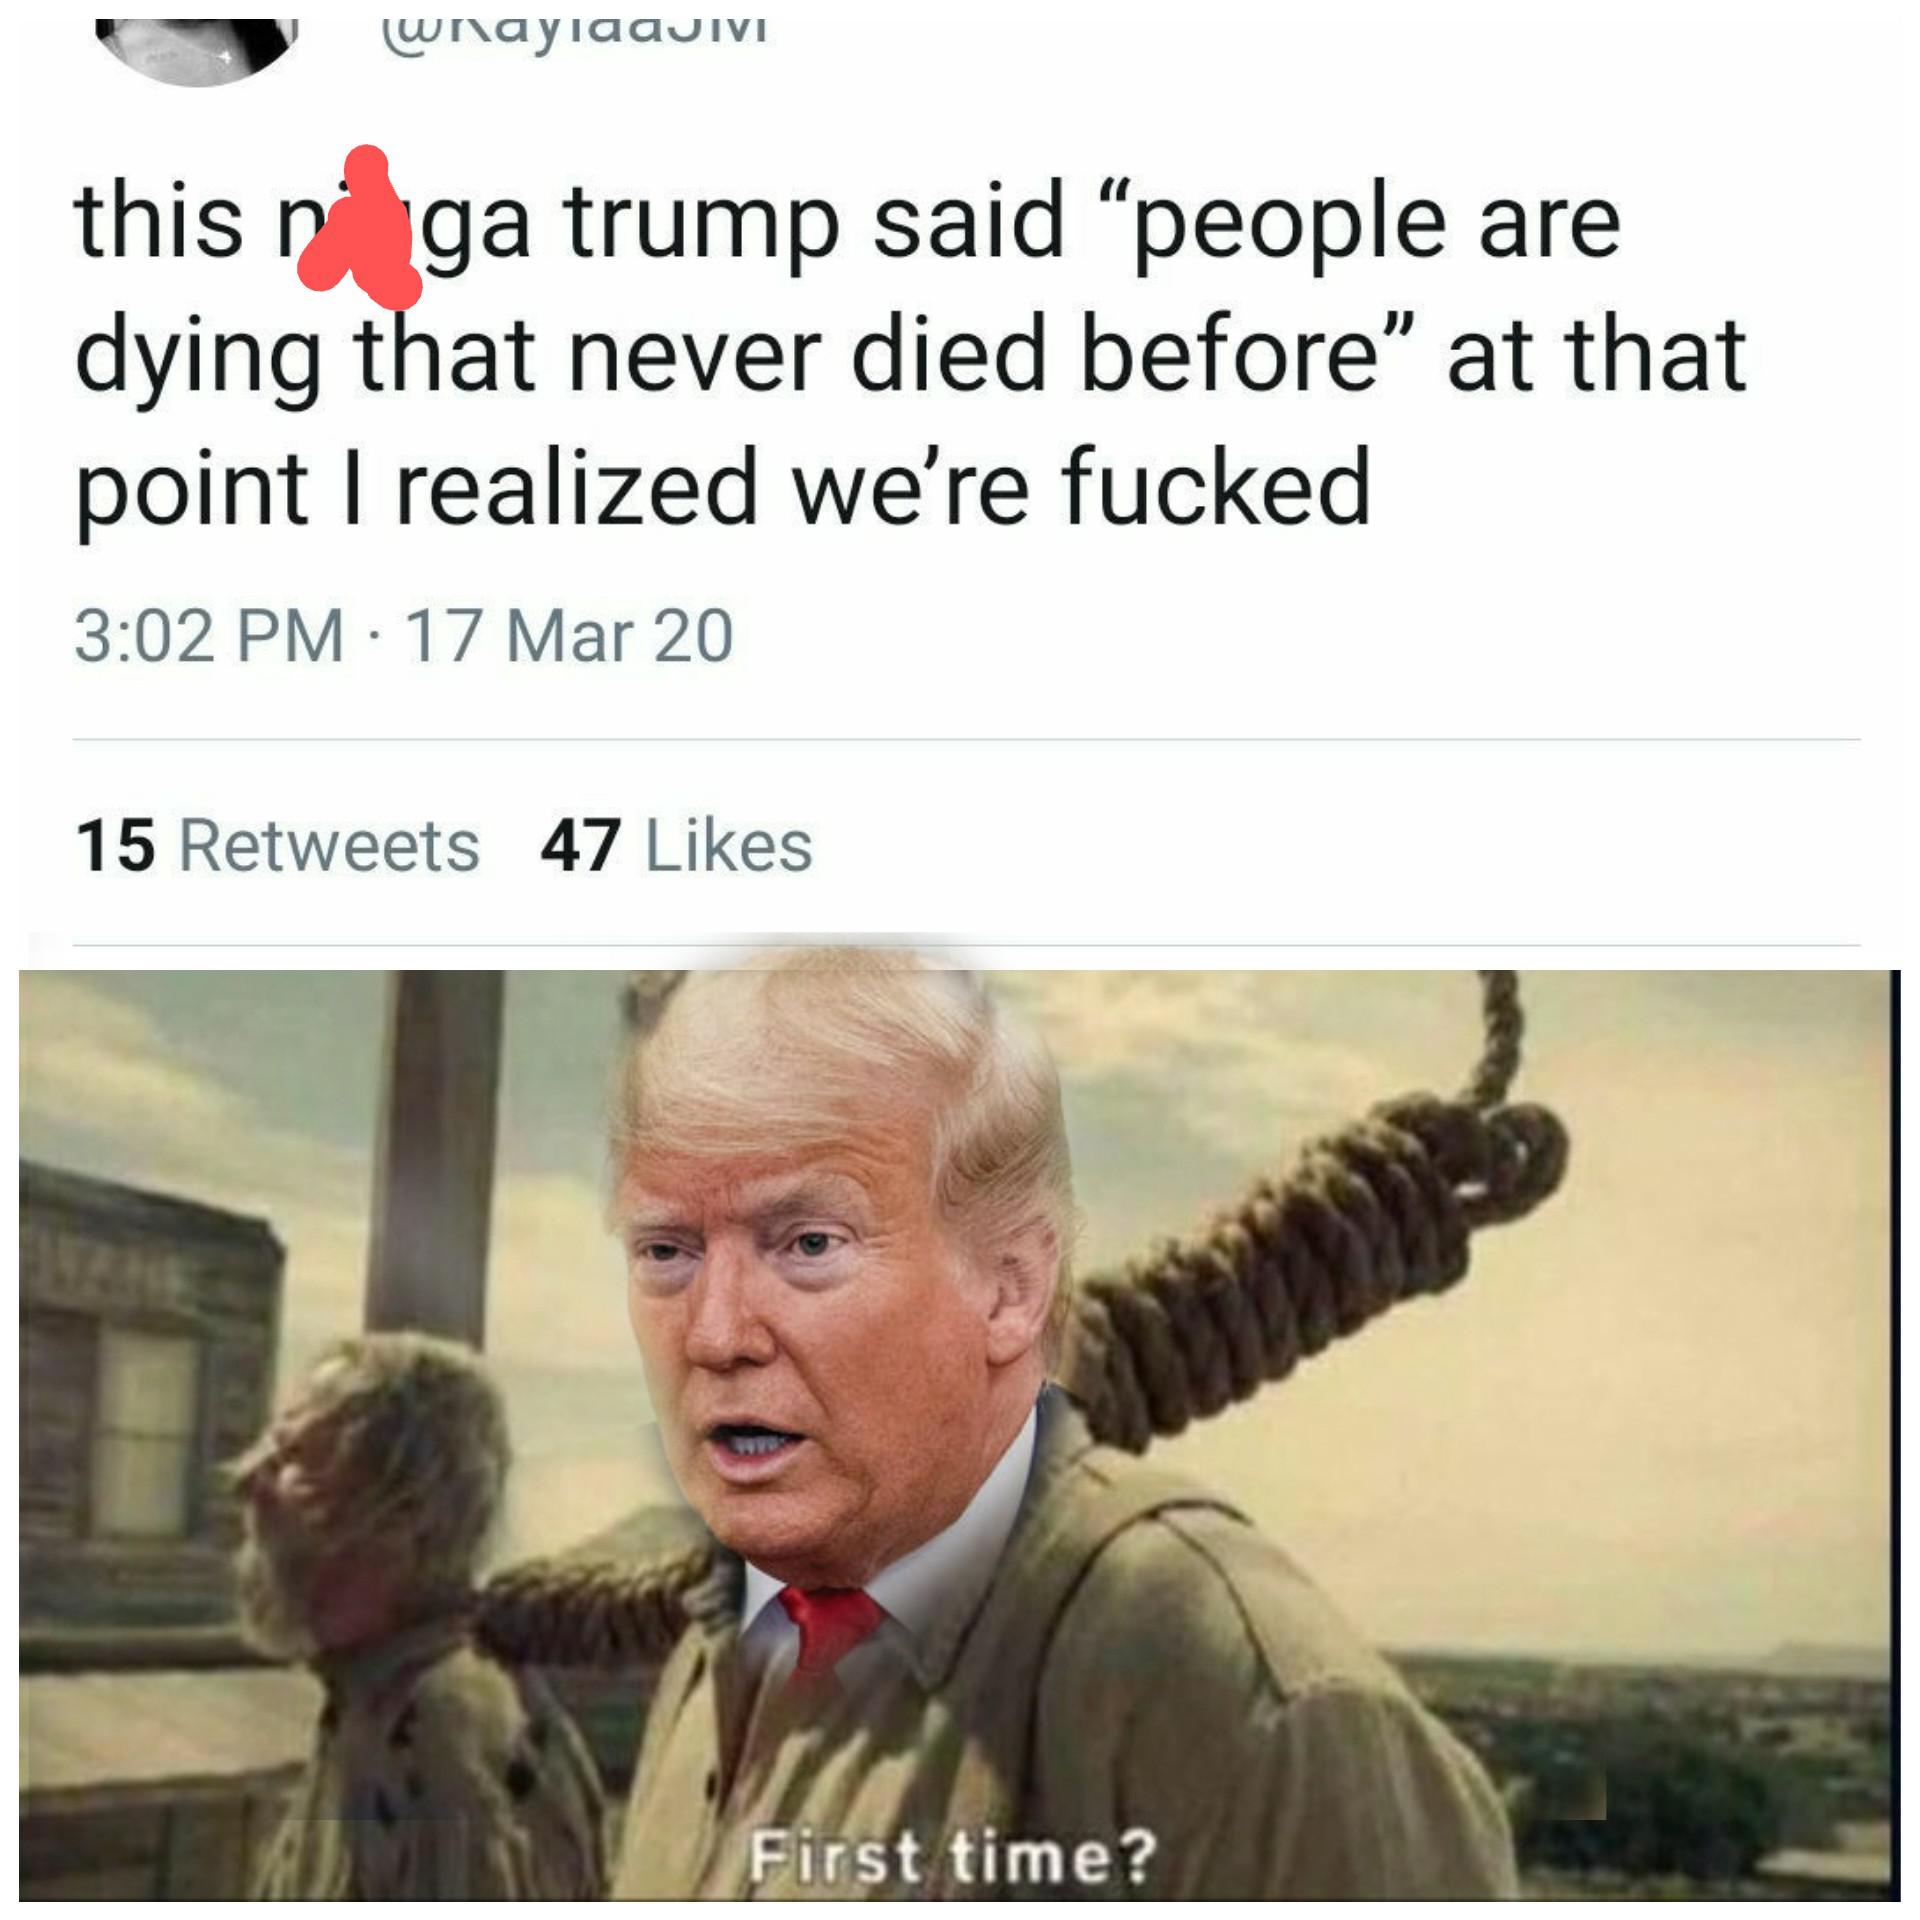 @KaylaaJM
this n ga trump said “people are
dying that never died before” at that
point I realized we’re fucked
3:02 PM · 17 Mar 20
15 Retweets 47 Likes
First time?